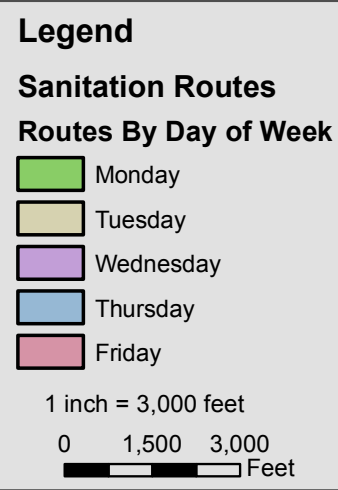 Legend
Sanitation Routes
Routes By Day of Week
Monday
Tuesday
Wednesday
Thursday
Friday
1 inch = 3,000 feet
0 1,500 3,000
Feet